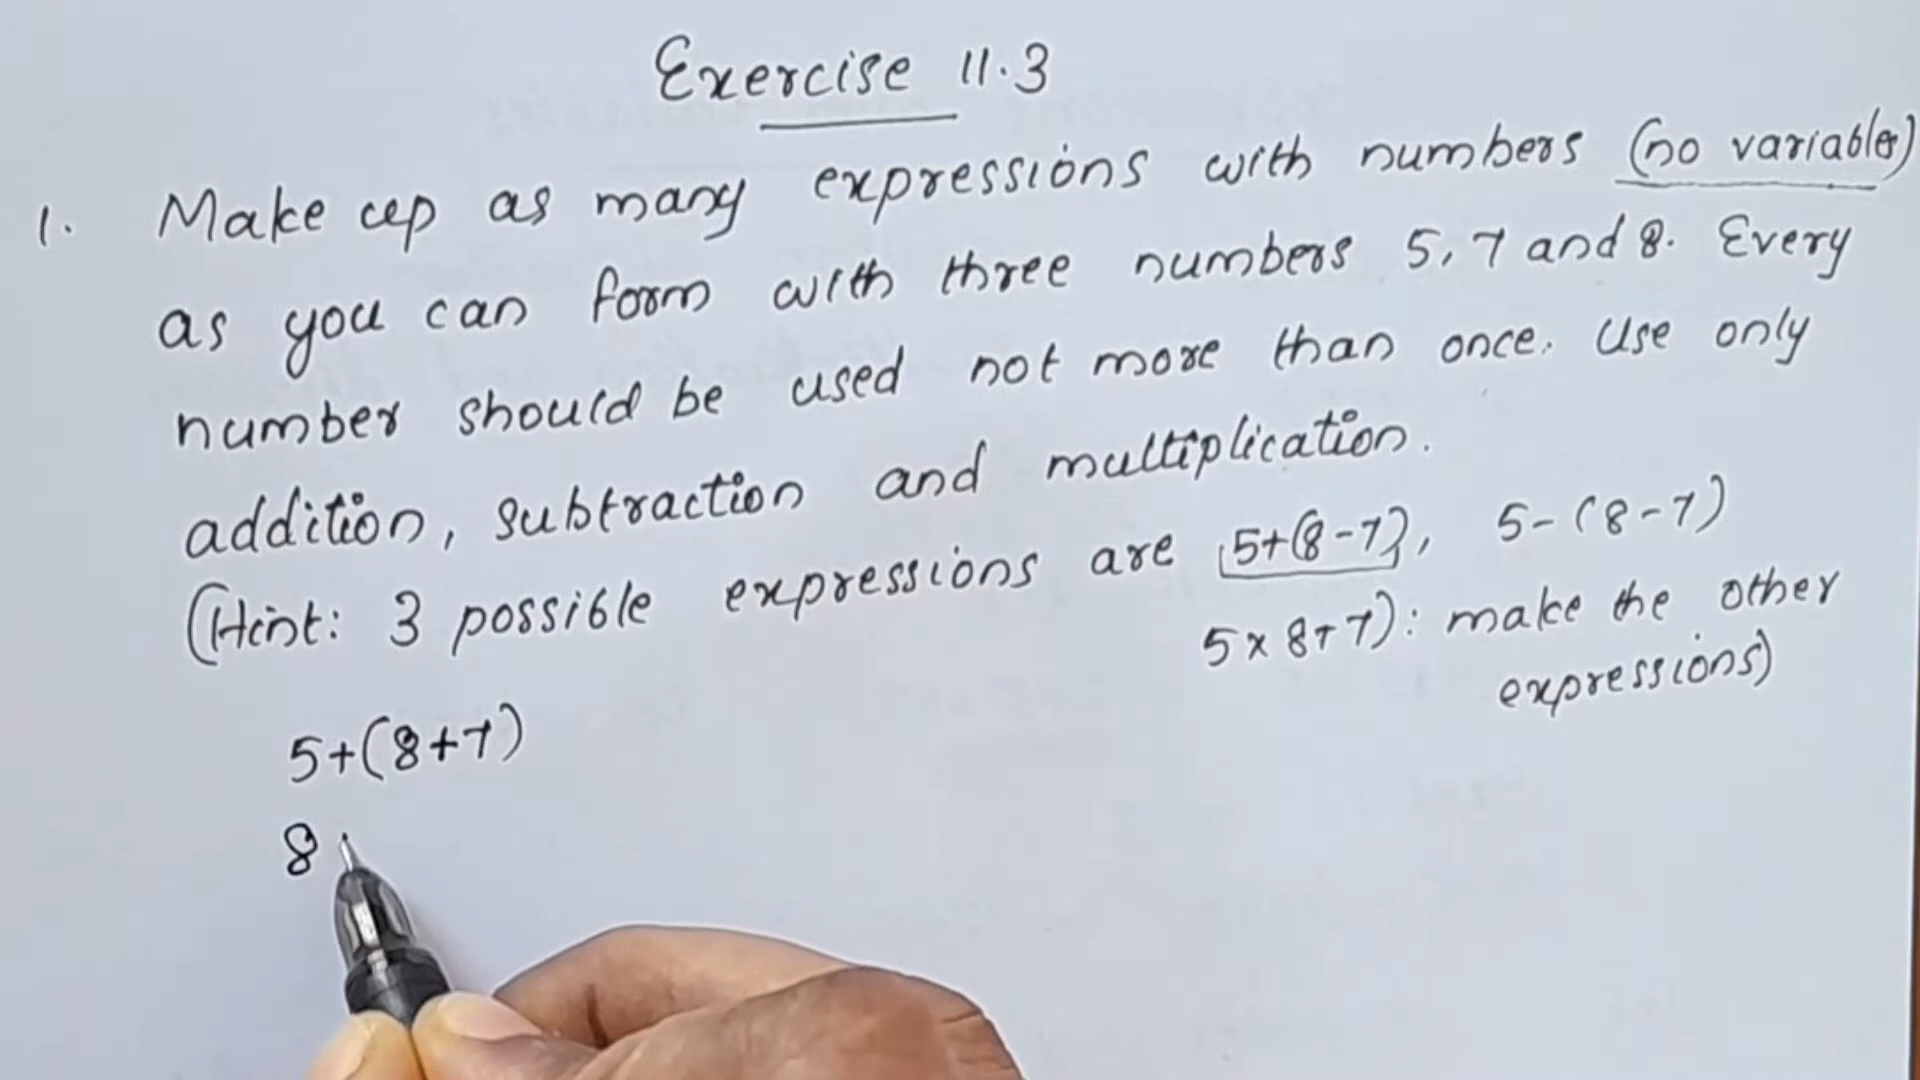 Exercise 11.3
1. Make up as many expressions with numbers (no variables)
as you can form with three numbers 5, 7 and 8. Every
number should be used not more than once. Use only
addition, subtraction and multiplication.
(Hint: 3 possible expressions are 5+(8-7), 5-(8-7)
5×8+7): make the other
expressions)
5+(8+7)
8